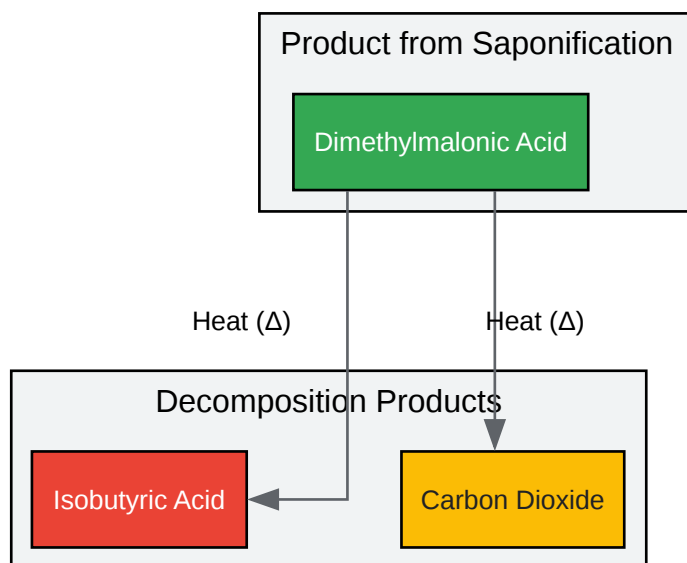 Product from Saponification
Dimethylmalonic Acid
Heat (Δ)
Heat (Δ)
Decomposition Products
Isobutyric Acid
Carbon Dioxide